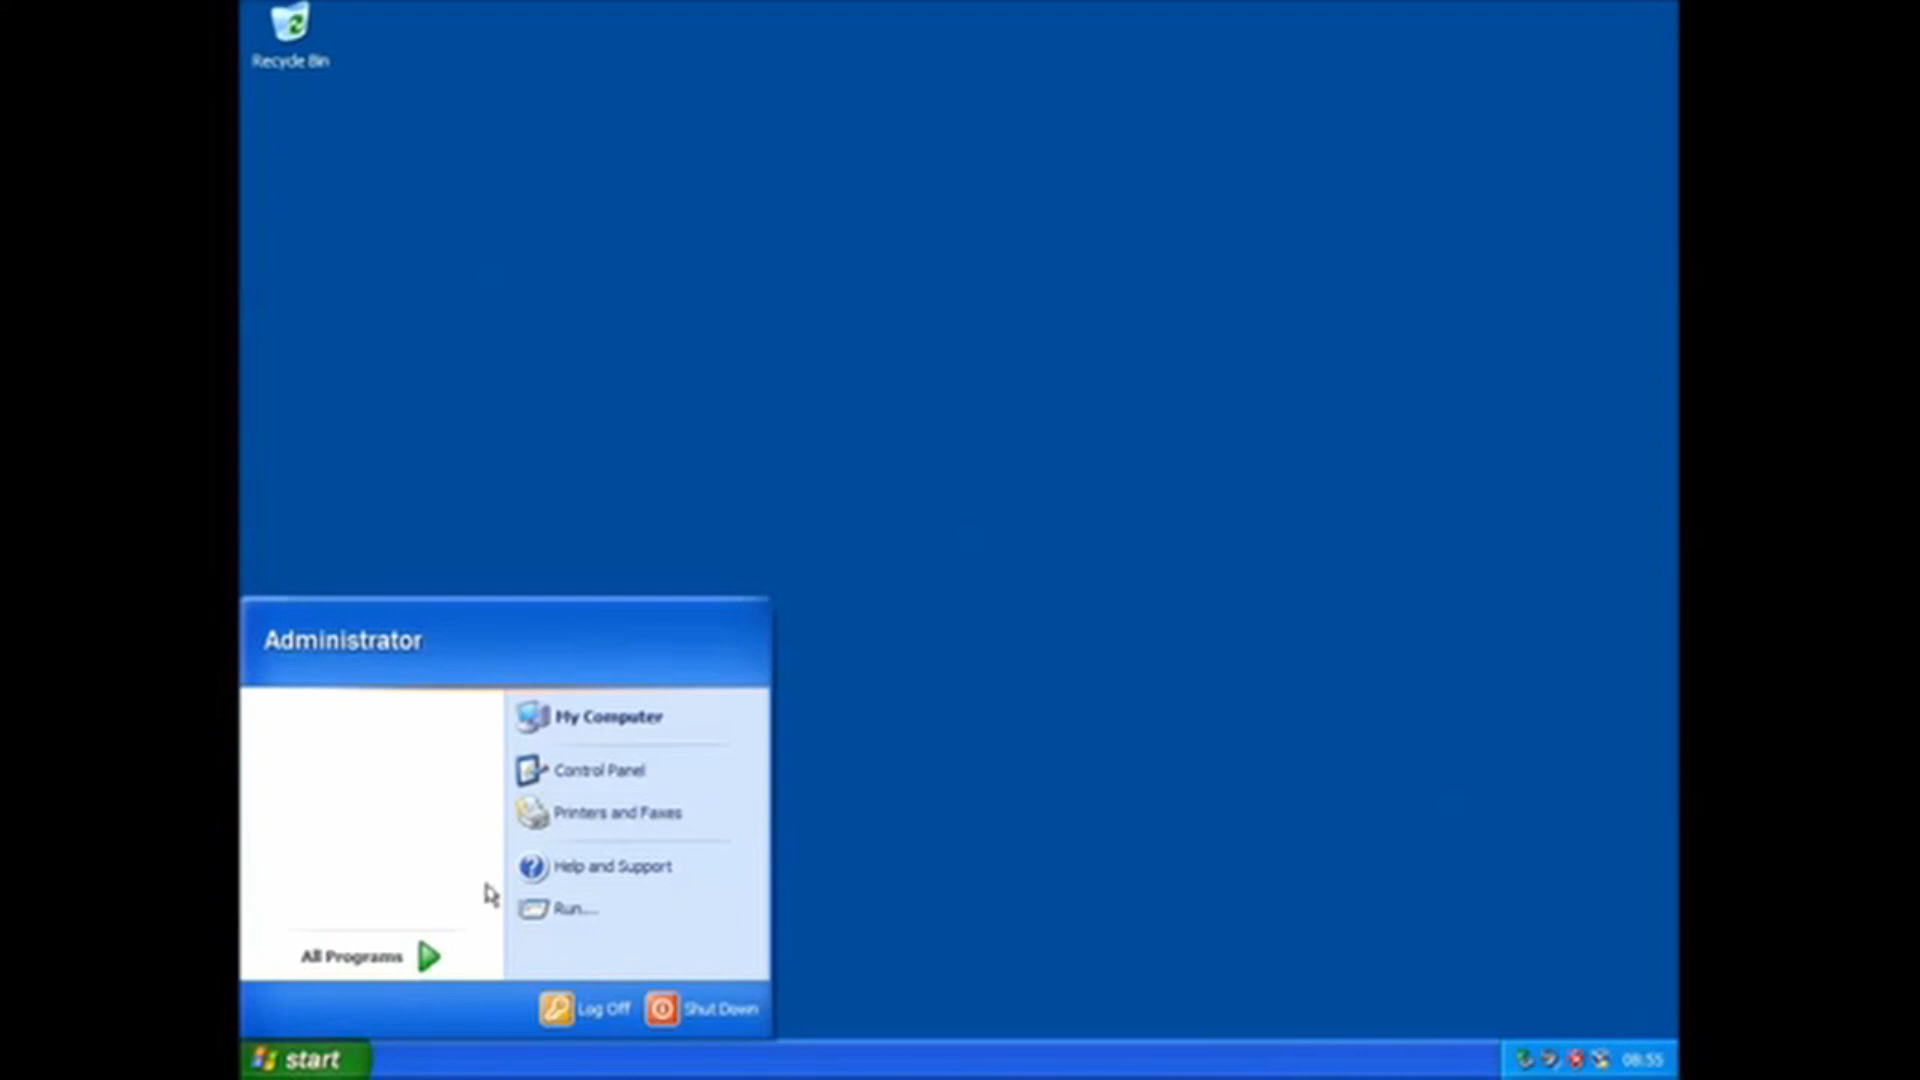 Recycle Bin
Administrator
My Computer
Control Panel
Printers and Faxes
Help and Support
Run...
All Programs
Log Off
Shut Down
start
08:55